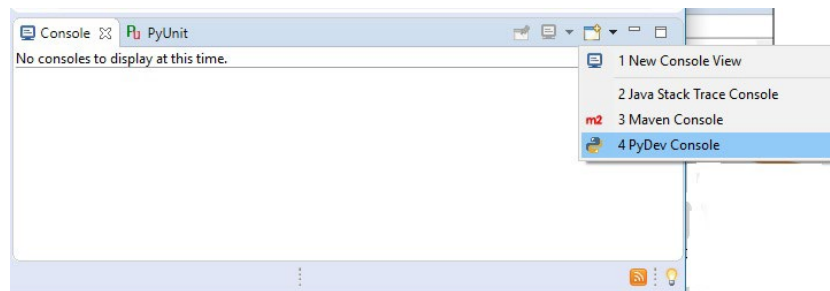 Console
PyUnit
No consoles to display at this time.
1 New Console View
2 Java Stack Trace Console
m2 3 Maven Console
4 PyDev Console